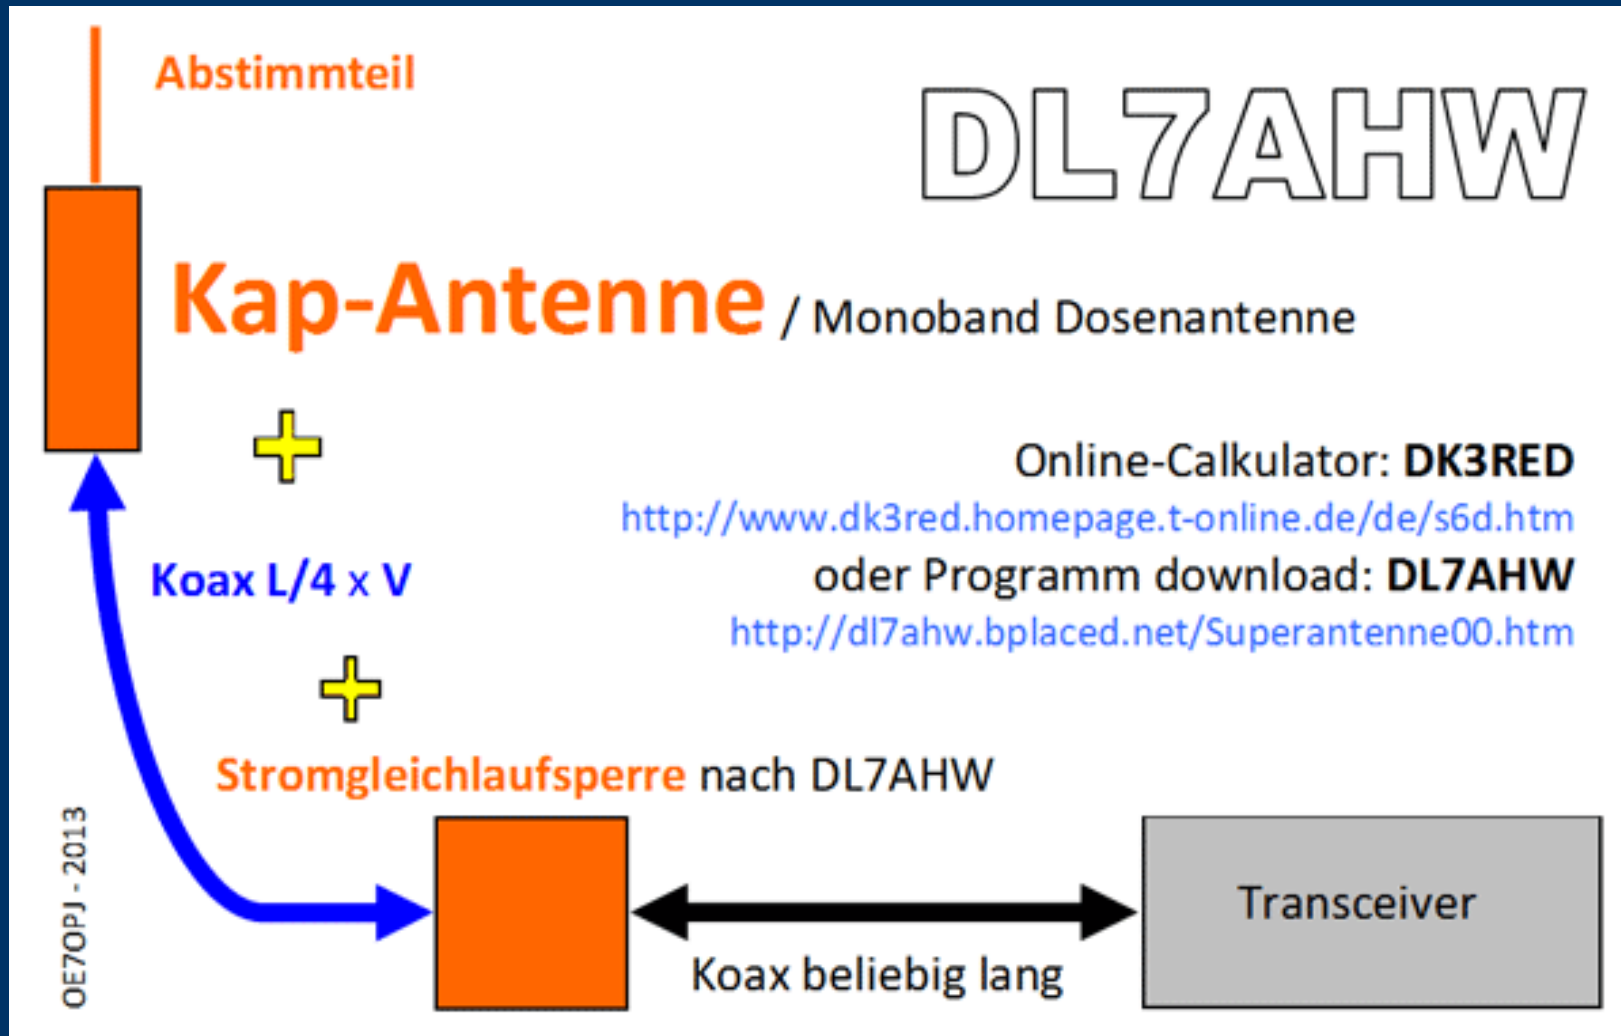 Abstimmteil
DL7AHW
Kap-Antenne / Monoband Dosenantenne
Online-Calkulator: DK3RED
http://www.dk3red.homepage.t-online.de/de/s6d.htm
Koax L/4 x V
oder Programm download: DL7AHW
http://dl7ahw.bplaced.net/Superantenne00.htm
Stromgleichlaufsperre nach DL7AHW
OE7OPJ - 2013
Transceiver
Koax beliebig lang